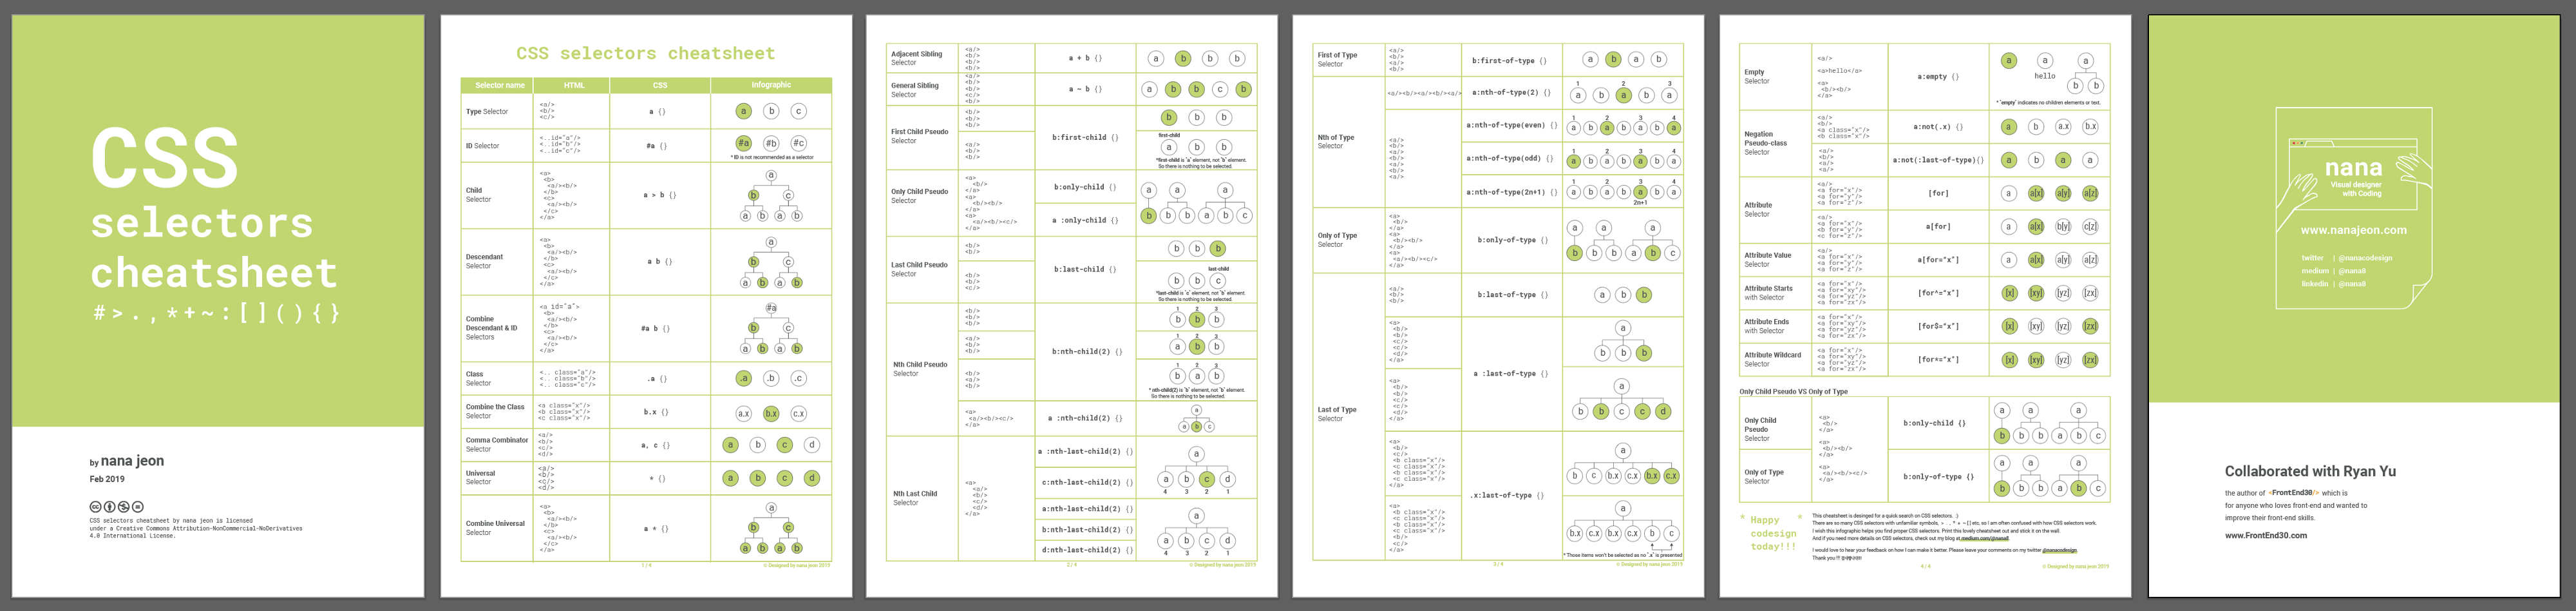 CSS
selectors
cheatsheet
# > . , * + ~ : [ ] ( ) { }
by nana jeon
Feb 2019
CSS selectors cheatsheet by nana jeon is licensed
under a Creative Commons Attribution-NonCommercial-NoDerivatives
4.0 International License.
CSS selectors cheatsheet
Selector name HTML CSS Infographic
Type Selector
<a/>
<b/>
<c/>
a {}
a b c
ID Selector
<..id="a"/>
<..id="b"/>
<..id="c"/>
#a {}
#a #b #c
* ID is not recommended as a selector
Child
Selector
<a>
<b>
<a/><b/>
</b>
<c>
<a/><b/>
</c>
</a>
a > b {}
a
b c
a b a b
Descendant
Selector
<a>
<b>
<a/><b/>
</b>
<c>
<a/><b/>
</c>
</a>
a b {}
a
b c
a b a b
Combine
Descendant & ID
Selectors
<a id="a">
<b>
<a/><b/>
</b>
<c>
<a/><b/>
</c>
</a>
#a b {}
#a
b c
a b a b
Class
Selector
<.. class="a"/>
<.. class="b"/>
<.. class="c"/>
.a {}
.a .b .c
Combine the Class
Selector
<a class="x"/>
<b class="x"/>
<c class="x"/>
b.x {}
a.x b.x c.x
Comma Combinator
Selector
<a/>
<b/>
<c/>
<d/>
a, c {}
a b c d
Universal
Selector
<a/>
<b/>
<c/>
<d/>
* {}
a b c d
Combine Universal
Selector
<a>
<b>
<a/><b/>
</b>
<c>
<a/><b/>
</c>
</a>
a * {}
a
b c
a b a b
1 / 4
© Designed by nana jeon 2019
Adjacent Sibling
Selector
<a/>
<b/>
<b/>
<b/>
a + b {}
a b b b
General Sibling
Selector
<a/>
<b/>
<b/>
<c/>
<b/>
a ~ b {}
a b b c b
First Child Pseudo
Selector
<b/>
<b/>
<b/>
<a/>
<b/>
<b/>
b:first-child {}
b b b
first-child
a b b
*first-child is "a" element, not "b" element.
So there is nothing to be selected.
Only Child Pseudo
Selector
<a>
<b/>
</a>
<a>
<b/><b/>
</a>
<a>
<a/><b/><c/>
</a>
b:only-child {}
a :only-child {}
a a a
b b b a b c
Last Child Pseudo
Selector
<b/>
<b/>
<b/>
<b/>
<c/>
b:last-child {}
b b b
last-child
b b c
*last-child is "c" element, not "b" element.
So there is nothing to be selected.
Nth Child Pseudo
Selector
b:nth-child(2) {}
1 2 3
b b b
1 2 3
a b b
1 2 3
b a b
* nth-child(2) is "b" element, not "b" element.
So there is nothing to be selected.
<a>
<a/><b/><c/>
</a>
a :nth-child(2) {}
a
a b c
Nth Last Child
Selector
<a>
<a/>
<b/>
<c/>
<d/>
</a>
a :nth-last-child(2) {}
c:nth-last-child(2) {}
a:nth-last-child(2) {}
b:nth-last-child(2) {}
d:nth-last-child(2) {}
a
a b c d
4 3 2 1
a
a b c d
4 3 2 1
2 / 4
© Designed by nana jeon 2019
First of Type
Selector
<a/>
<b/>
<a/>
<b/>
b:first-of-type {}
a b a b
Nth of Type
Selector
<a/><b/><a/><b/><a/>
a:nth-of-type(2) {}
1 2 3
a b a b a
a:nth-of-type(even) {}
1 2 3 4
a b a b a b a
a:nth-of-type(odd) {}
1 2 3 4
a b a b a b a
a:nth-of-type(2n+1) {}
1 2 3 4
a b a b a b a
2n+1
Only of Type
Selector
<a>
<b/>
</a>
<a>
<b/><b/>
</a>
<a>
<a/><b/><c/>
</a>
b:only-of-type {}
a a a
b b b a b c
Last of Type
Selector
<a/>
<b/>
<b/>
b:last-of-type {}
a b b
a :last-of-type {}
a
b b b
a
b b c c d
.x:last-of-type {}
a
b c b.x c.x b.x c.x
a
b.x c.x b.x c.x b c
* Those items won't be selected as no ".x" is presented
3 / 4
© Designed by nana jeon 2019
Empty
Selector
<a/>
<a>hello</a>
<a>
<b/><b/>
</a>
a:empty {}
a a a
hello b b
* "empty" indicates no children elements or text.
Negation
Pseudo-class
Selector
<a/>
<b/>
<a class="x"/>
<b class="x"/>
a:not(.x) {}
a b a.x b.x
<a/>
<b/>
<a/>
<a/>
a:not(:last-of-type){}
a b a a
Attribute
Selector
<a/>
<a for="x"/>
<a for="y"/>
<a for="z"/>
[for]
a a[x] a[y] a[z]
<a/>
<a for="x"/>
<b for="y"/>
<c for="z"/>
a[for]
a a[x] b[y] c[z]
Attribute Value
Selector
<a/>
<a for="x"/>
<a for="y"/>
<a for="z"/>
a[for="x"]
a a[x] a[y] a[z]
Attribute Starts
with Selector
<a for="x"/>
<a for="xy"/>
<a for="yz"/>
<a for="zx"/>
[for^="x"]
[x] [xy] [yz] [zx]
Attribute Ends
with Selector
<a for="x"/>
<a for="xy"/>
<a for="yz"/>
<a for="zx"/>
[for$="x"]
[x] [xy] [yz] [zx]
Attribute Wildcard
Selector
<a for="x"/>
<a for="xy"/>
<a for="yz"/>
<a for="zx"/>
[for*="x"]
[x] [xy] [yz] [zx]
Only Child Pseudo VS Only of Type
Only Child
Pseudo
Selector
<a>
<b/>
</a>
<a>
<b/><b/>
</a>
<a>
<a/><b/><c/>
</a>
b:only-child {}
a a a
b b b a b c
Only of Type
Selector
b:only-of-type {}
a a a
b b b a b c
* Happy *
codesign
today!!!
This cheatsheet is desinged for a quick search on CSS selectors. :)
There are so many CSS selectors with unfamiliar symbols, > . , * + ~ [ ] etc, so I am often confused with how CSS selectors work.
I wish this infographic helps you find proper CSS selectors. Print this lovely cheatsheet out and stick it on the wall.
And if you need more details on CSS selectors, check out my blog at medium.com/@nana8
I would love to hear your feedback on how I can make it better. Please leave your comments on my twitter @nanacodesign.
Thank you !!!
4 / 4
© Designed by nana jeon 2019
nana
Visual designer
with Coding
www.nanajeon.com
twitter | @nanacodesign
medium | @nana8
linkedin | @nana8
Collaborated with Ryan Yu
the author of <FrontEnd30/> which is
for anyone who loves front-end and wanted to
improve their front-end skills.
www.FrontEnd30.com